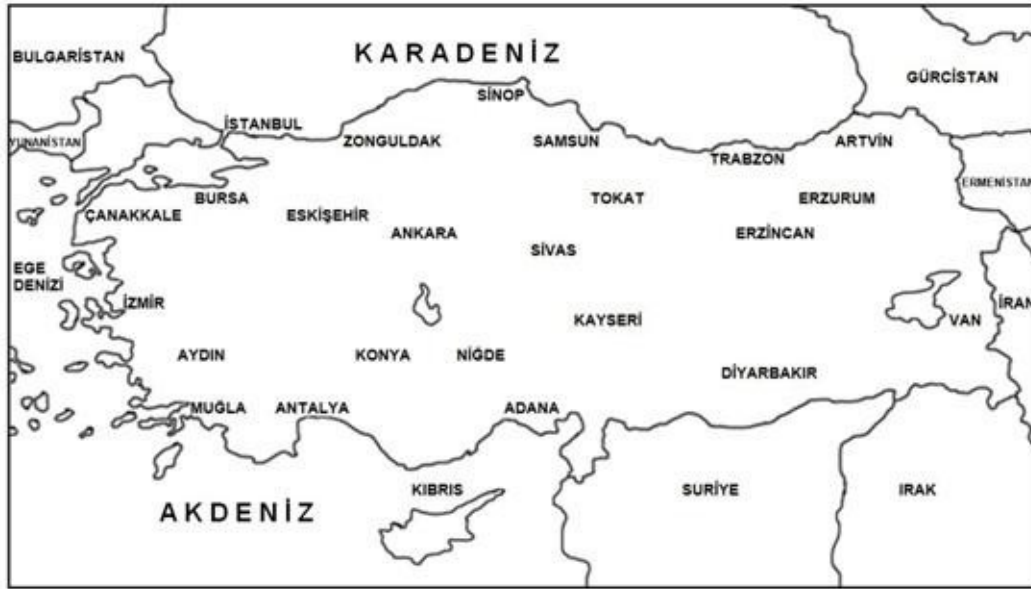 KARADENİZ
BULGARİSTAN
GÜRCİSTAN
SİNOP
İSTANBUL
YUNANİSTAN
ZONGULDAK
SAMSUN
ARTVİN
TRABZON
ERMENİSTAN
BURSA
TOKAT
ERZURUM
ÇANAKKALE
ESKİŞEHİR
ANKARA
ERZİNCAN
SİVAS
EGE
DENİZİ
İZMİR
İRAN
KAYSERİ
VAN
AYDIN
KONYA
NİĞDE
DİYARBAKIR
MUĞLA
ANTALYA
ADANA
KIBRIS
SURİYE
IRAK
AKDENİZ